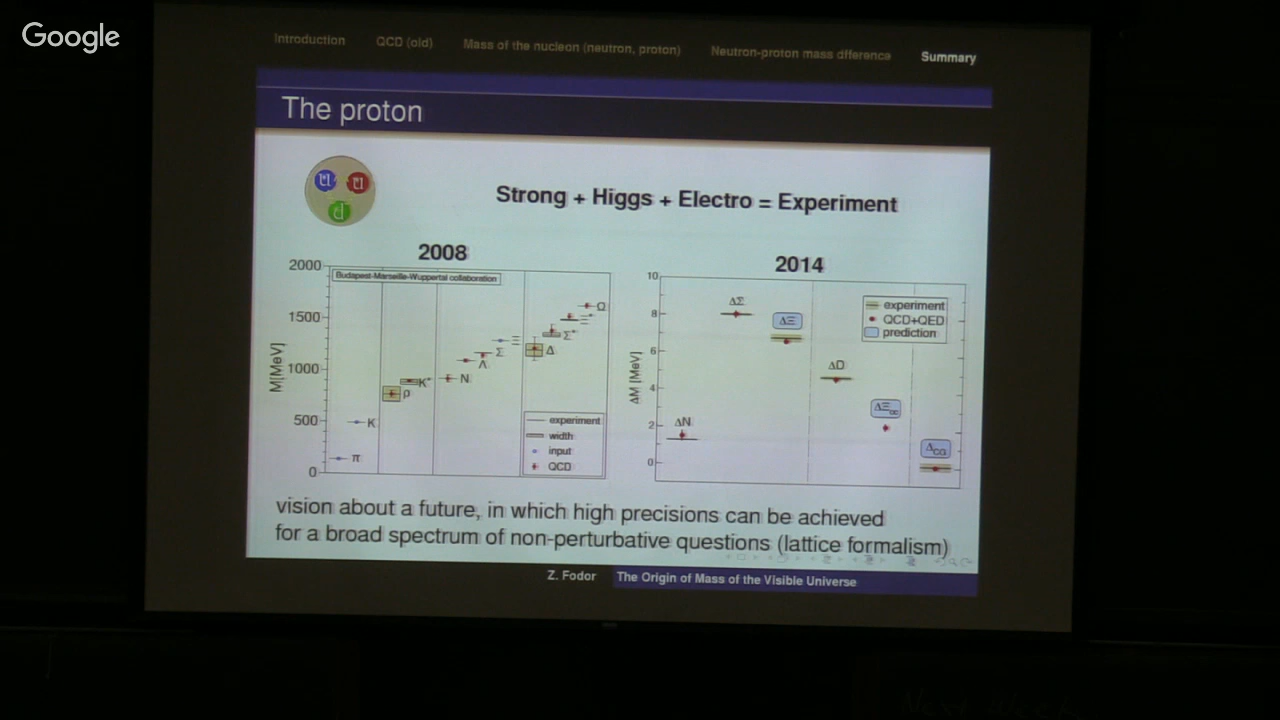 Google
Introduction QCD (old) Mass of the nucleon (neutron, proton) Neutron-proton mass difference Summary
The proton
u u
d
Strong + Higgs + Electro = Experiment
2008
2000
1500
1000
500
0
M[MeV]
Budapest-Marseille-Wuppertal collaboration
π
K
ρ
K*
N
Λ
Σ
Ξ
Δ
Σ*
Ξ*
Ω
experiment
width
input
QCD
2014
10
8
6
4
2
0
ΔM [MeV]
ΔN
ΔΣ
ΔΞ
ΔD
ΔΞcc
ΔCG
experiment
QCD+QED
prediction
vision about a future, in which high precisions can be achieved
for a broad spectrum of non-perturbative questions (lattice formalism)
Z. Fodor The Origin of Mass of the Visible Universe
Next Week